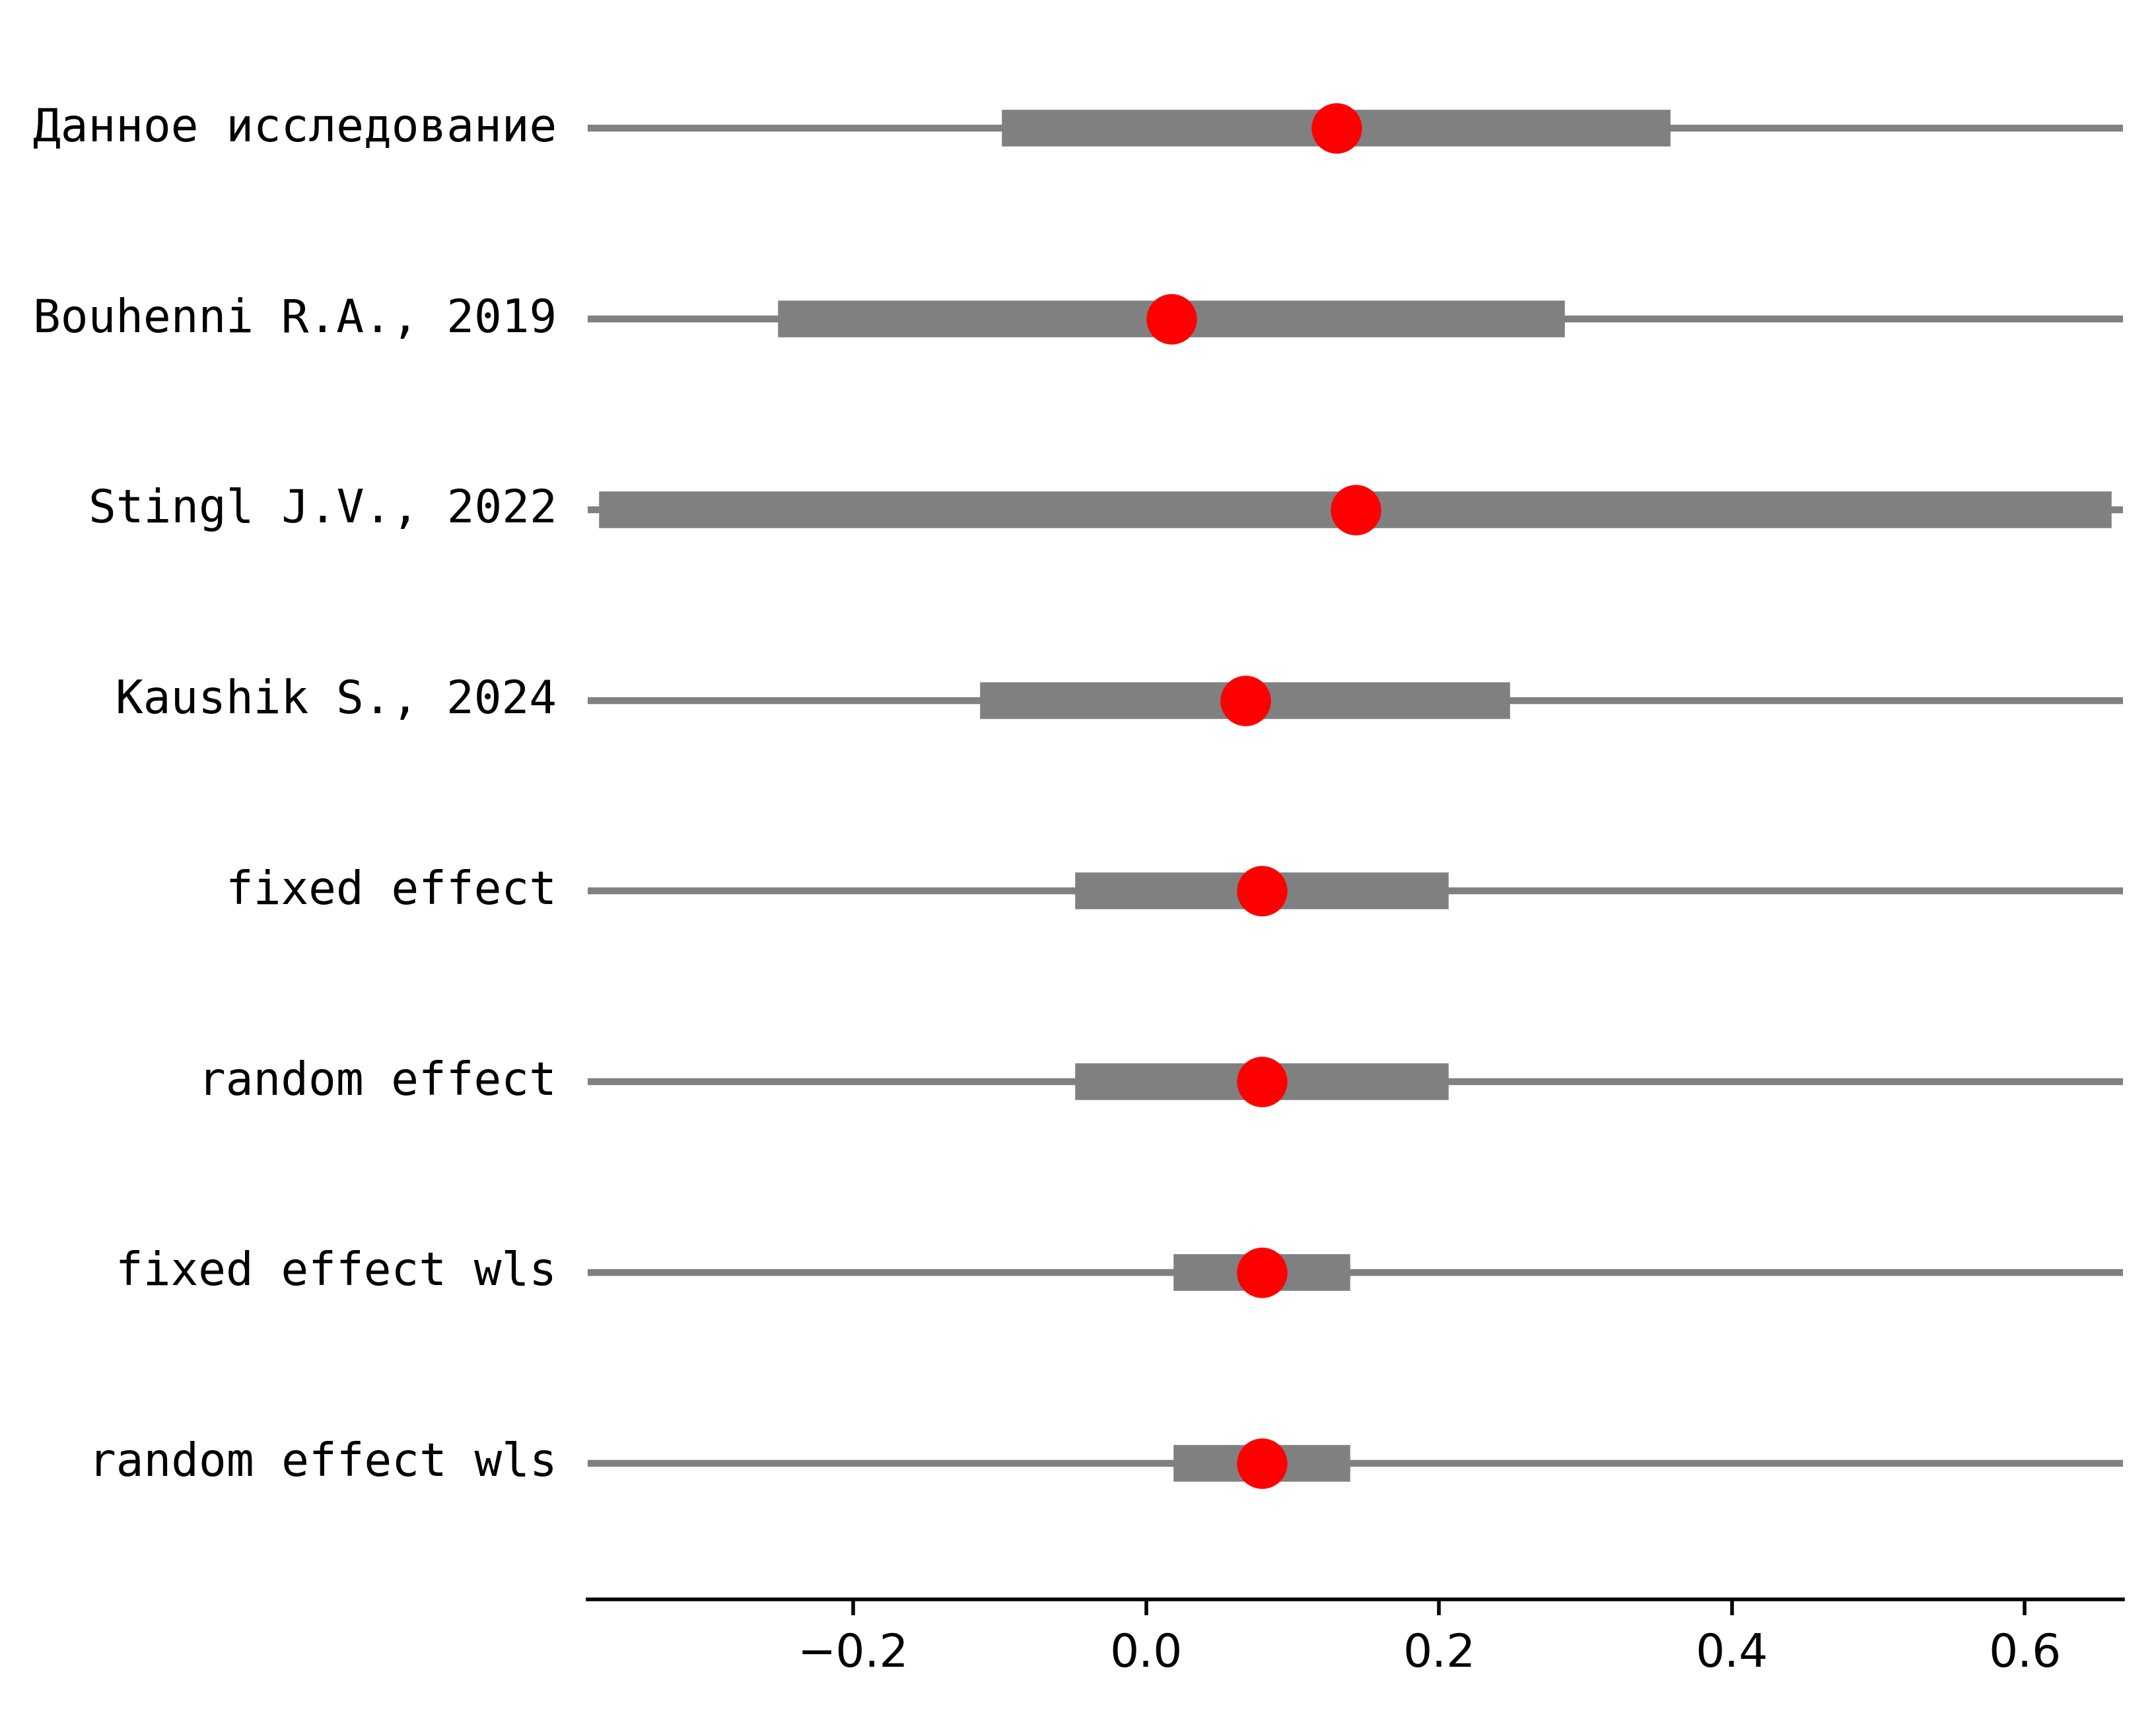 Данное исследование
Bouhenni R.A., 2019
Stingl J.V., 2022
Kaushik S., 2024
fixed effect
random effect
fixed effect wls
random effect wls
−0.2 0.0 0.2 0.4 0.6